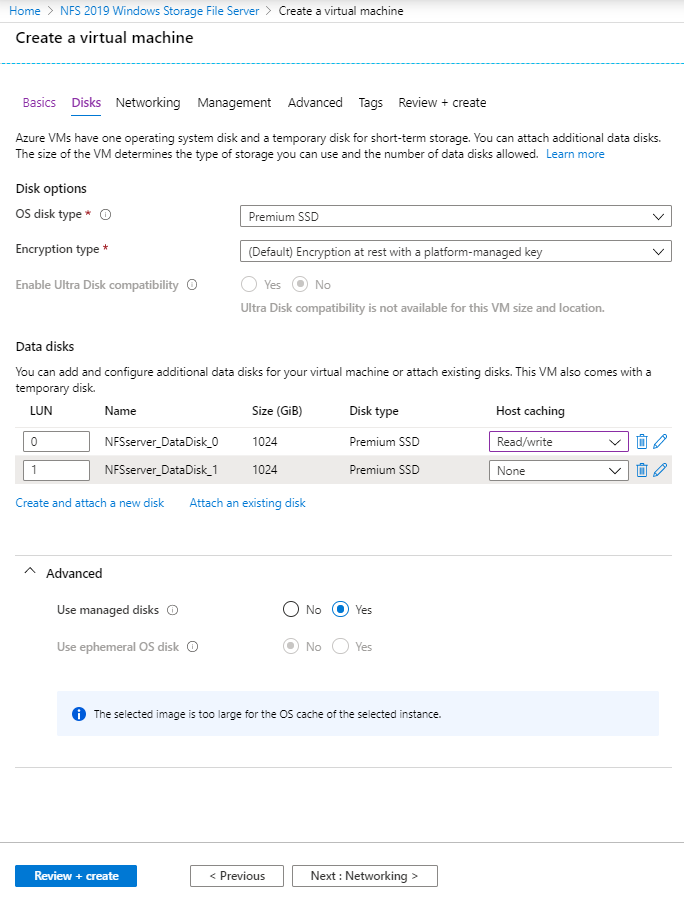 Home > NFS 2019 Windows Storage File Server > Create a virtual machine
Create a virtual machine
Basics Disks Networking Management Advanced Tags Review + create
Azure VMs have one operating system disk and a temporary disk for short-term storage. You can attach additional data disks.
The size of the VM determines the type of storage you can use and the number of data disks allowed. Learn more
Disk options
OS disk type * Premium SSD
Encryption type * (Default) Encryption at rest with a platform-managed key
Enable Ultra Disk compatibility Yes No
Ultra Disk compatibility is not available for this VM size and location.
Data disks
You can add and configure additional data disks for your virtual machine or attach existing disks. This VM also comes with a
temporary disk.
LUN Name Size (GiB) Disk type Host caching
0 NFSserver_DataDisk_0 1024 Premium SSD Read/write
1 NFSserver_DataDisk_1 1024 Premium SSD None
Create and attach a new disk Attach an existing disk
Advanced
Use managed disks No Yes
Use ephemeral OS disk No Yes
The selected image is too large for the OS cache of the selected instance.
Review + create < Previous Next : Networking >